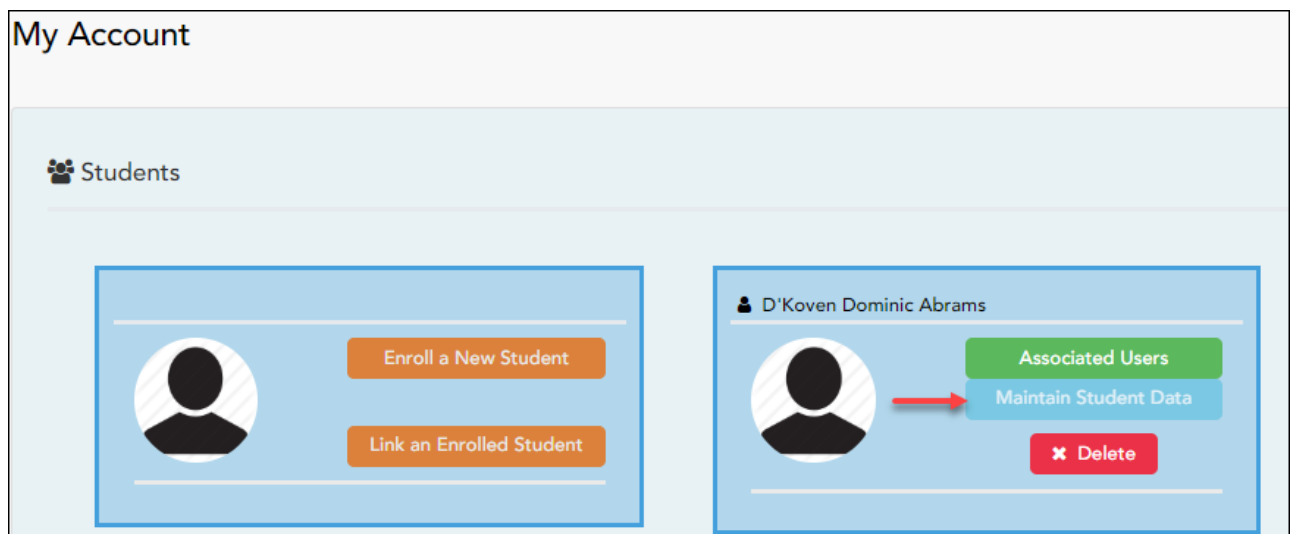 My Account
Students
Enroll a New Student
Link an Enrolled Student
D'Koven Dominic Abrams
Associated Users
Maintain Student Data
Delete